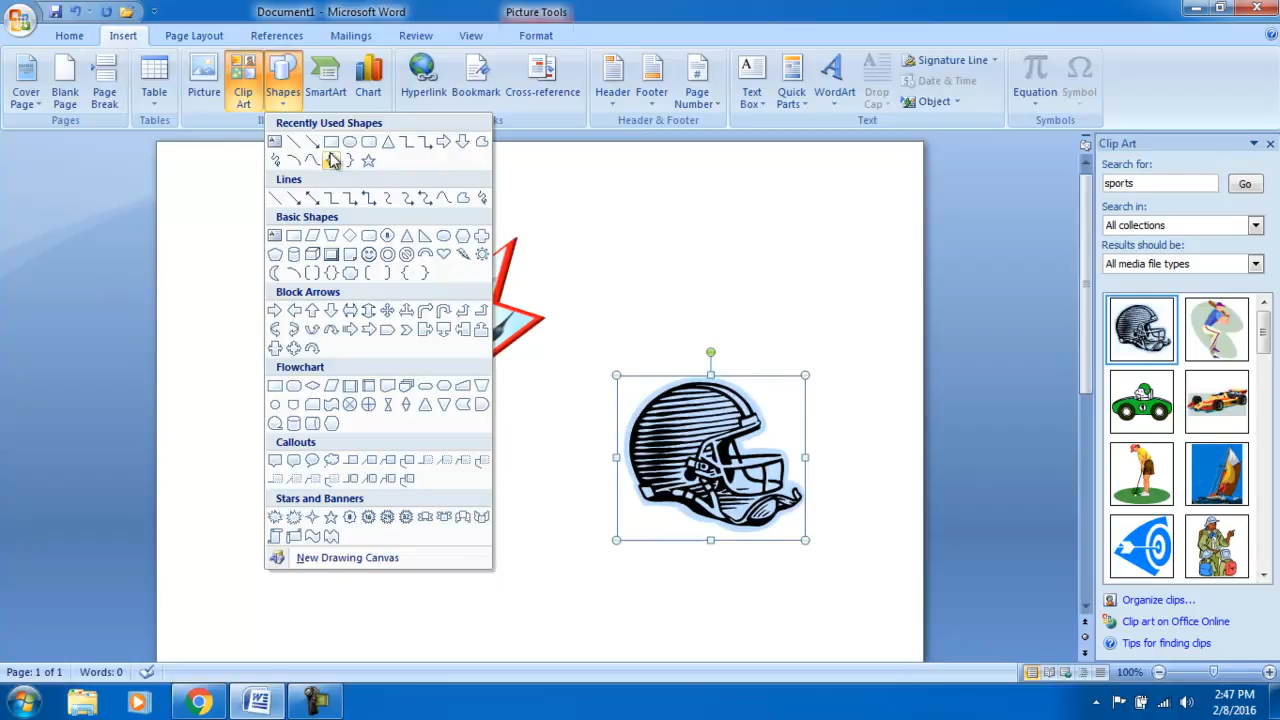 Document1 - Microsoft Word
Picture Tools
Home Insert Page Layout References Mailings Review View Format
Cover Page
Blank Page
Page Break
Table
Picture
Clip Art
Shapes
SmartArt
Chart
Hyperlink
Bookmark
Cross-reference
Header
Footer
Page Number
Text Box
Quick Parts
WordArt
Drop Cap
Signature Line
Date & Time
Object
Equation
Symbol
Pages
Tables
Header & Footer
Text
Symbols
Recently Used Shapes
Lines
Basic Shapes
Block Arrows
Flowchart
Callouts
Stars and Banners
New Drawing Canvas
Clip Art
Search for:
sports
Go
Search in:
All collections
Results should be:
All media file types
Organize clips...
Clip art on Office Online
Tips for finding clips
Page: 1 of 1 Words: 0
100%
2:47 PM
2/8/2016